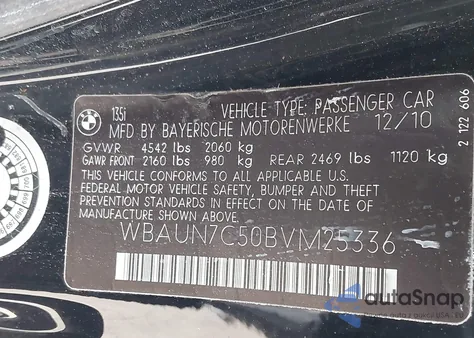 BMW
135i
VEHICLE TYPE: PASSENGER CAR
MFD BY BAYERISCHE MOTORENWERKE 12/10
GVWR 4542 lbs 2060 kg
GAWR FRONT 2160 lbs 980 kg REAR 2469 lbs 1120 kg
THIS VEHICLE CONFORMS TO ALL APPLICABLE U.S.
FEDERAL MOTOR VEHICLE SAFETY, BUMPER AND THEFT
PREVENTION STANDARDS IN EFFECT ON THE DATE
OF MANUFACTURE SHOWN ABOVE.
WBAUN7C50BVM25336
2 122 606
autoSnap